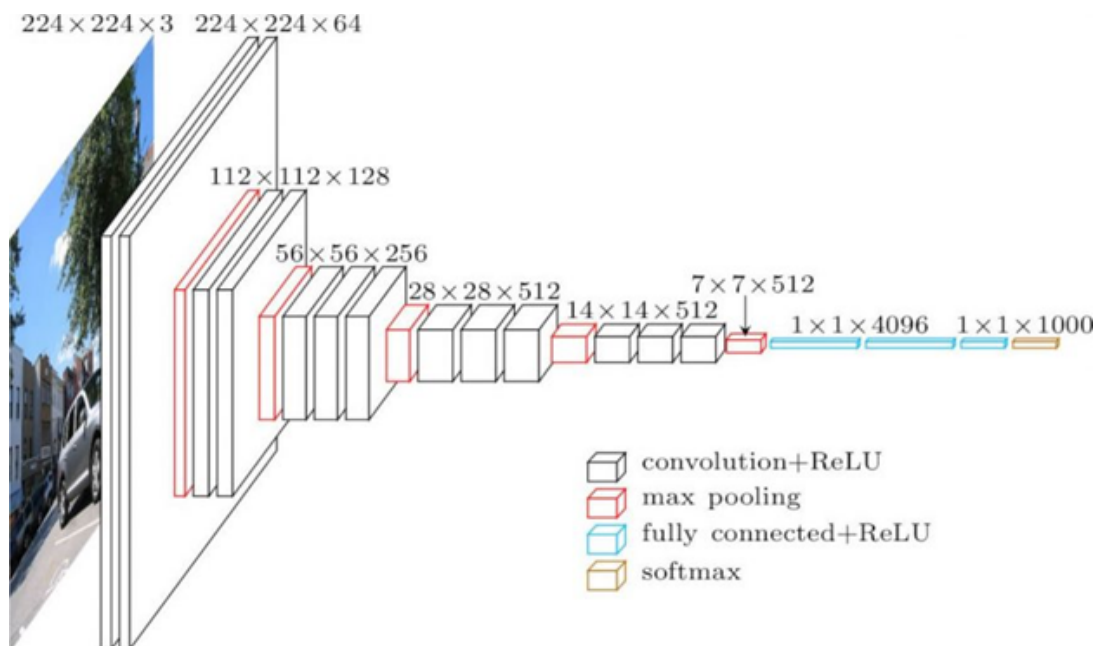 224×224×3
224×224×64
112×112×128
56×56×256
28×28×512
14×14×512
7×7×512
1×1×4096
1×1×1000
convolution+ReLU
max pooling
fully connected+ReLU
softmax